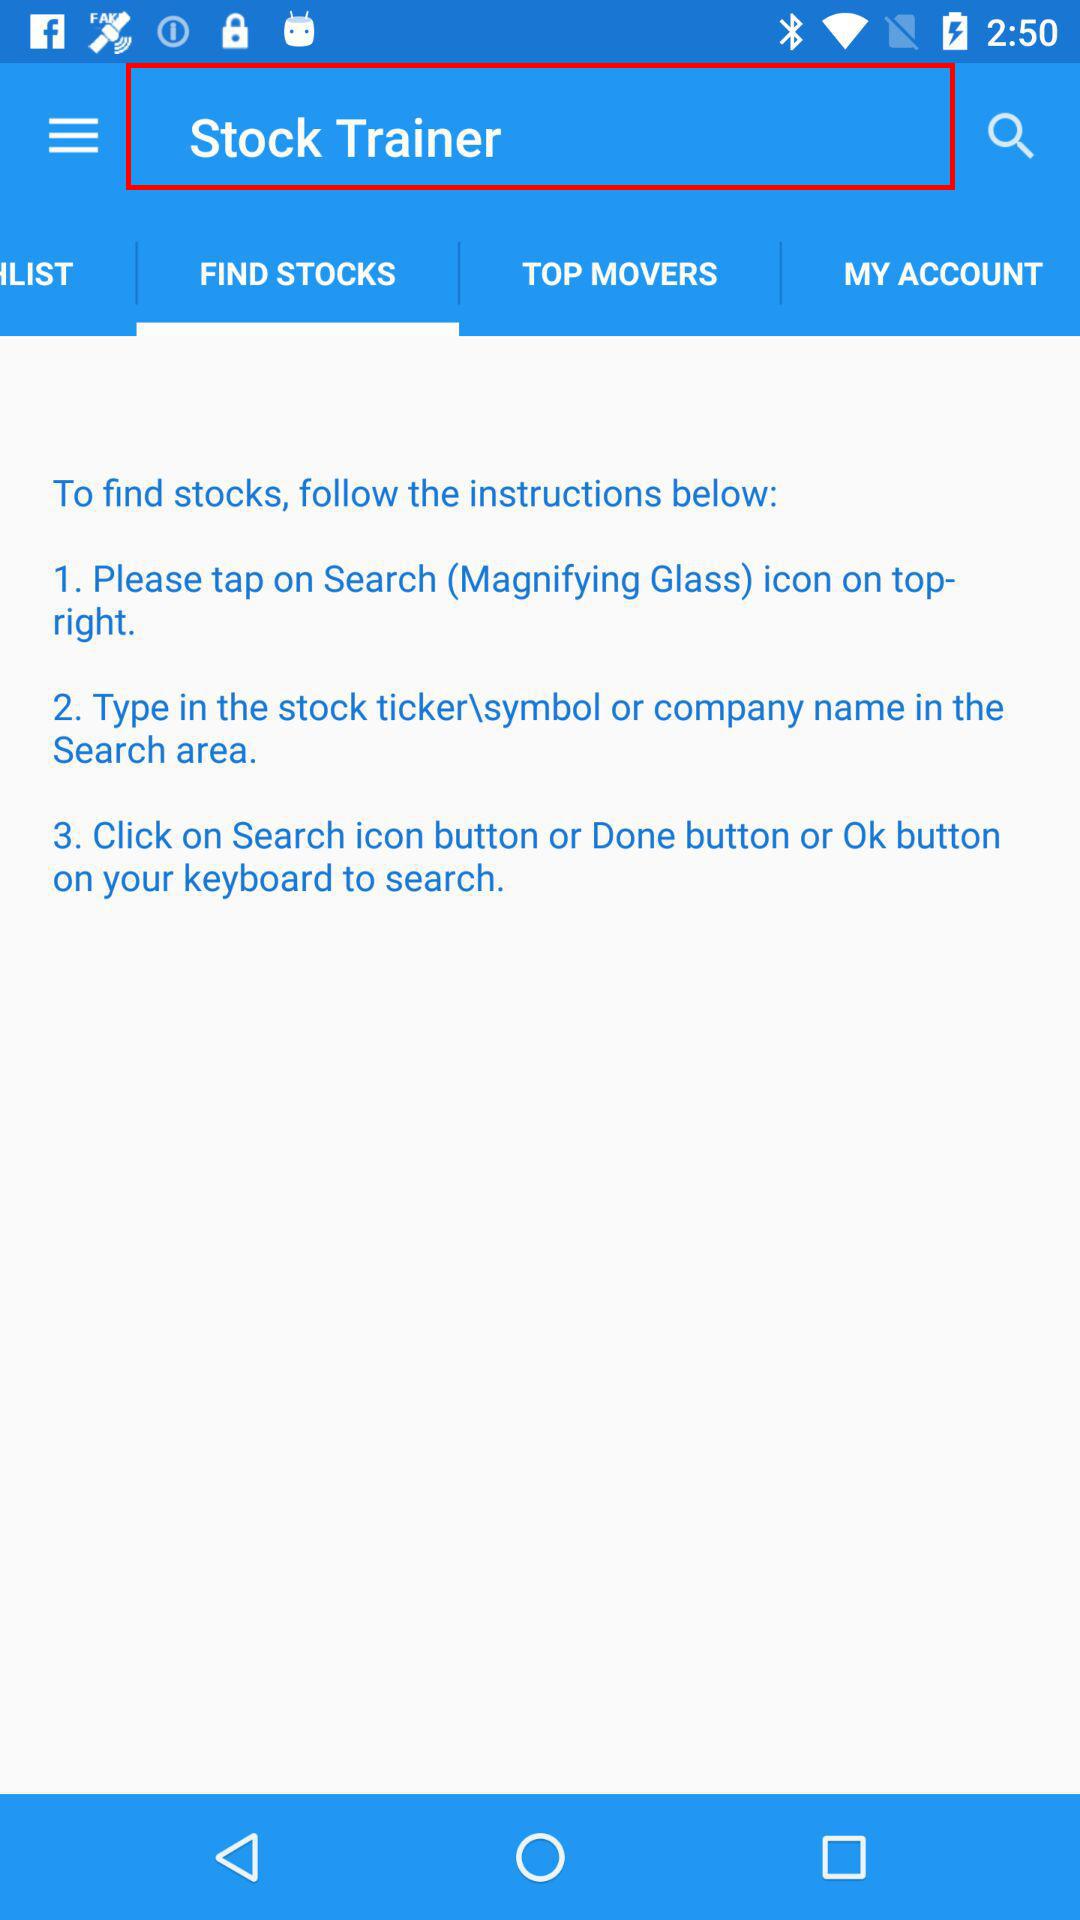 FAKE
2:50
Stock Trainer
HLIST
FIND STOCKS
TOP MOVERS
MY ACCOUNT
To find stocks, follow the instructions below:
1. Please tap on Search (Magnifying Glass) icon on top-
right.
2. Type in the stock ticker\symbol or company name in the
Search area.
3. Click on Search icon button or Done button or Ok button
on your keyboard to search.